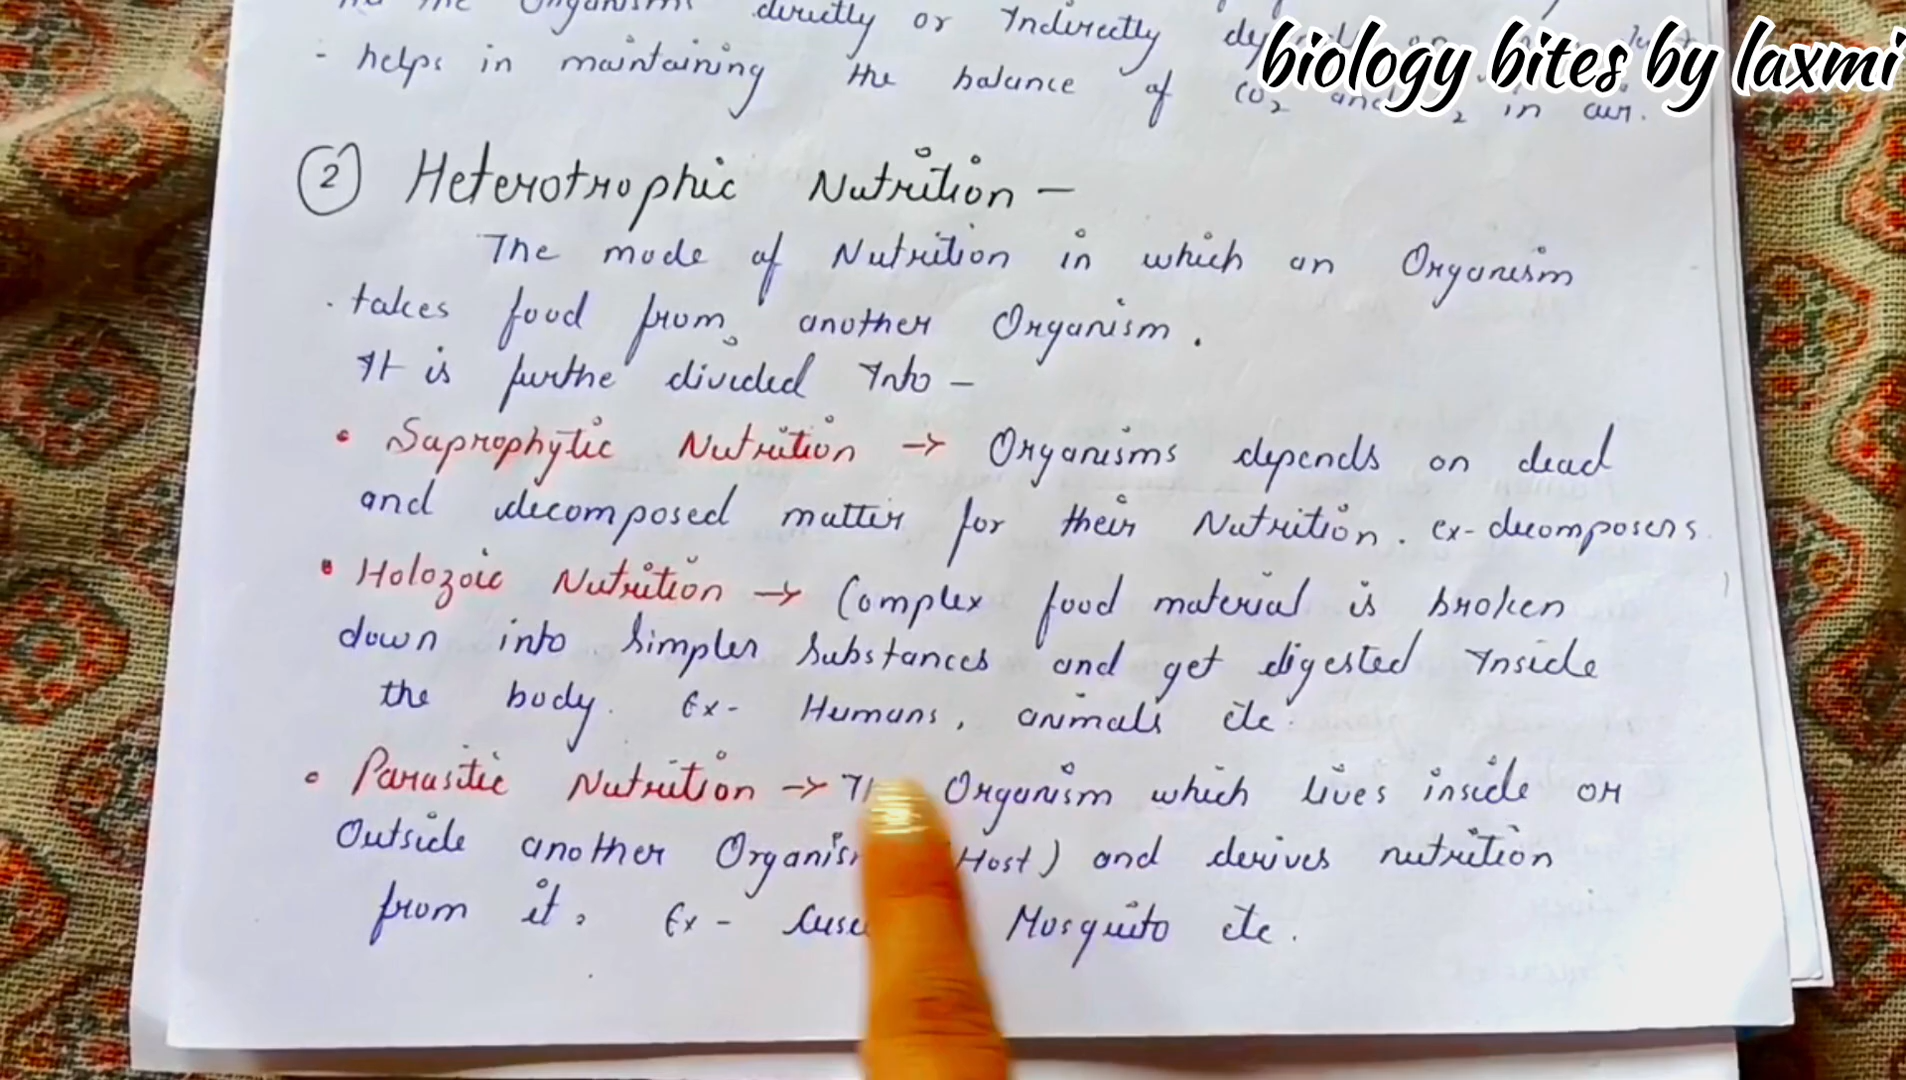 the Organisms directly or Indirectly
- helps in maintaining the balance of CO2 and 2 in air.
biology bites by laxmi
② Heterotrophic Nutrition –
The mode of Nutrition in which an Organism
takes food from another Organism.
It is furthe divided Into –
• Saprophytic Nutrition → Organisms depends on dead
and decomposed matter for their Nutrition. ex- decomposers
• Holozoic Nutrition → Complex food material is broken
down into simpler substances and get digested Inside
the body. Ex- Humans, animals etc.
• Parasitic Nutrition → Organism which lives inside or
Outside another (Host) and derives nutrition
from it. Ex - Mosquito etc.